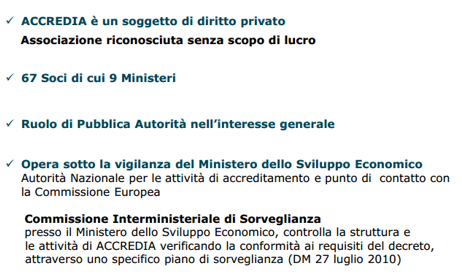 ✓ ACCREDIA è un soggetto di diritto privato
Associazione riconosciuta senza scopo di lucro
✓ 67 Soci di cui 9 Ministeri
✓ Ruolo di Pubblica Autorità nell’interesse generale
✓ Opera sotto la vigilanza del Ministero dello Sviluppo Economico
Autorità Nazionale per le attività di accreditamento e punto di contatto con
la Commissione Europea
Commissione Interministeriale di Sorveglianza
presso il Ministero dello Sviluppo Economico, controlla la struttura e
le attività di ACCREDIA verificando la conformità ai requisiti del decreto,
attraverso uno specifico piano di sorveglianza (DM 27 luglio 2010)